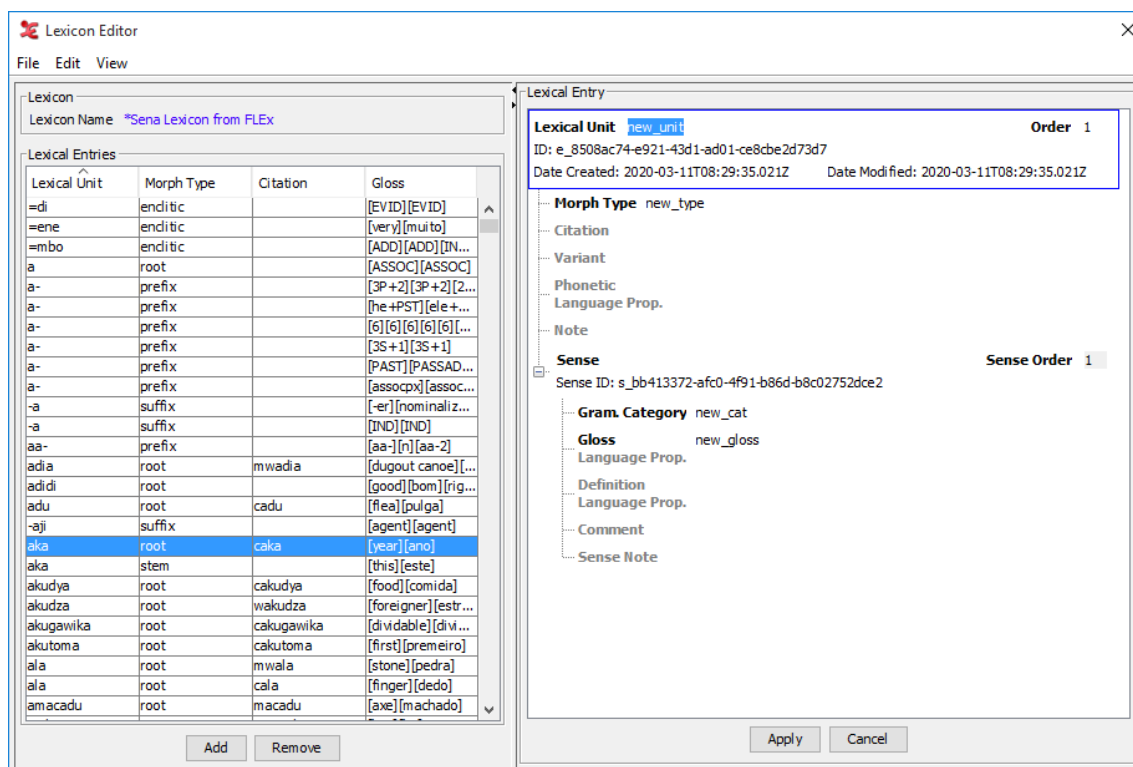 Lexicon Editor
File Edit View
Lexicon
Lexicon Name *Sena Lexicon from FLEx
Lexical Entries
Lexical Unit Morph Type Citation Gloss
=di enclitic [EVID][EVID]
=ene enclitic [very][muito]
=mbo enclitic [ADD][ADD][IN...
a root [ASSOC][ASSOC]
a- prefix [3P+2][3P+2][2...
a- prefix [he+PST][ele+...
a- prefix [6][6][6][6][6][...
a- prefix [3S+1][3S+1]
a- prefix [PAST][PASSAD...
a- prefix [assocpx][assoc...
-a suffix [-er][nominaliz...
-a suffix [IND][IND]
aa- prefix [aa-][n][aa-2]
adia root mwadia [dugout canoe][...
adidi root [good][bom][rig...
adu root cadu [flea][pulga]
-aji suffix [agent][agent]
aka root caka [year][ano]
aka stem [this][este]
akudya root cakudya [food][comida]
akudza root wakudza [foreigner][estr...
akugawika root cakugawika [dividable][divi...
akutoma root cakutoma [first][premeiro]
ala root mwala [stone][pedra]
ala root cala [finger][dedo]
amacadu root macadu [axe][machado]
Add Remove
Lexical Entry
Lexical Unit new_unit Order 1
ID: e_8508ac74-e921-43d1-ad01-ce8cbe2d73d7
Date Created: 2020-03-11T08:29:35.021Z Date Modified: 2020-03-11T08:29:35.021Z
Morph Type new_type
Citation
Variant
Phonetic
Language Prop.
Note
Sense Sense Order 1
Sense ID: s_bb413372-afc0-4f91-b86d-b8c02752dce2
Gram. Category new_cat
Gloss new_gloss
Language Prop.
Definition
Language Prop.
Comment
Sense Note
Apply Cancel